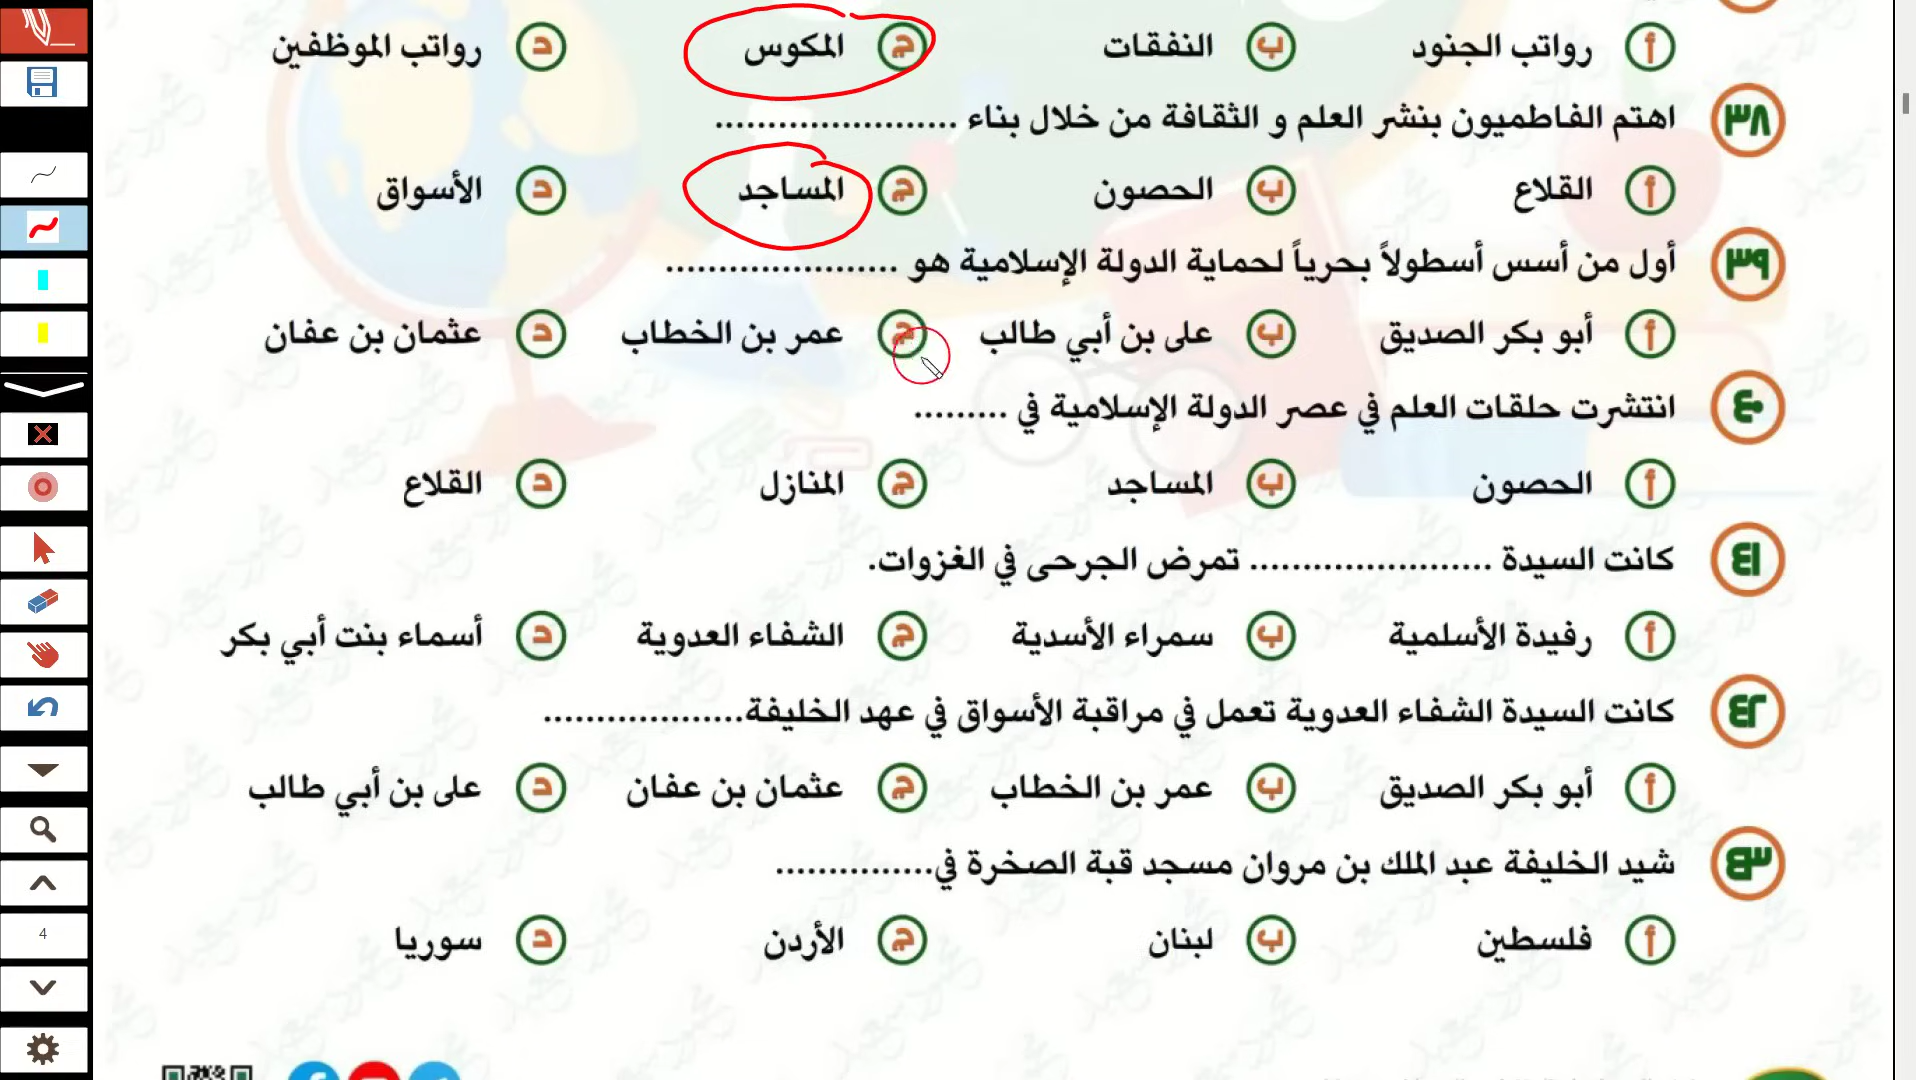 أ رواتب الجنود ب النفقات ج المكوس د رواتب الموظفين
٣٨ اهتم الفاطميون بنشر العلم و الثقافة من خلال بناء .......................
أ القلاع ب الحصون ج المساجد د الأسواق
٣٩ أول من أسس أسطولاً بحرياً لحماية الدولة الإسلامية هو ......................
أ أبو بكر الصديق ب على بن أبي طالب ج عمر بن الخطاب د عثمان بن عفان
٤٠ انتشرت حلقات العلم في عصر الدولة الإسلامية في .........
أ الحصون ب المساجد ج المنازل د القلاع
٤١ كانت السيدة ....................... تمرض الجرحى في الغزوات.
أ رفيدة الأسلمية ب سمراء الأسدية ج الشفاء العدوية د أسماء بنت أبي بكر
٤٢ كانت السيدة الشفاء العدوية تعمل في مراقبة الأسواق في عهد الخليفة...................
أ أبو بكر الصديق ب عمر بن الخطاب ج عثمان بن عفان د على بن أبي طالب
٤٣ شيد الخليفة عبد الملك بن مروان مسجد قبة الصخرة في...............
أ فلسطين ب لبنان ج الأردن د سوريا
4